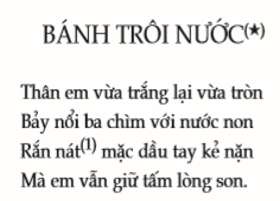 BÁNH TRÔI NƯỚC(★)
Thân em vừa trắng lại vừa tròn
Bảy nổi ba chìm với nước non
Rắn nát(1) mặc dầu tay kẻ nặn
Mà em vẫn giữ tấm lòng son.